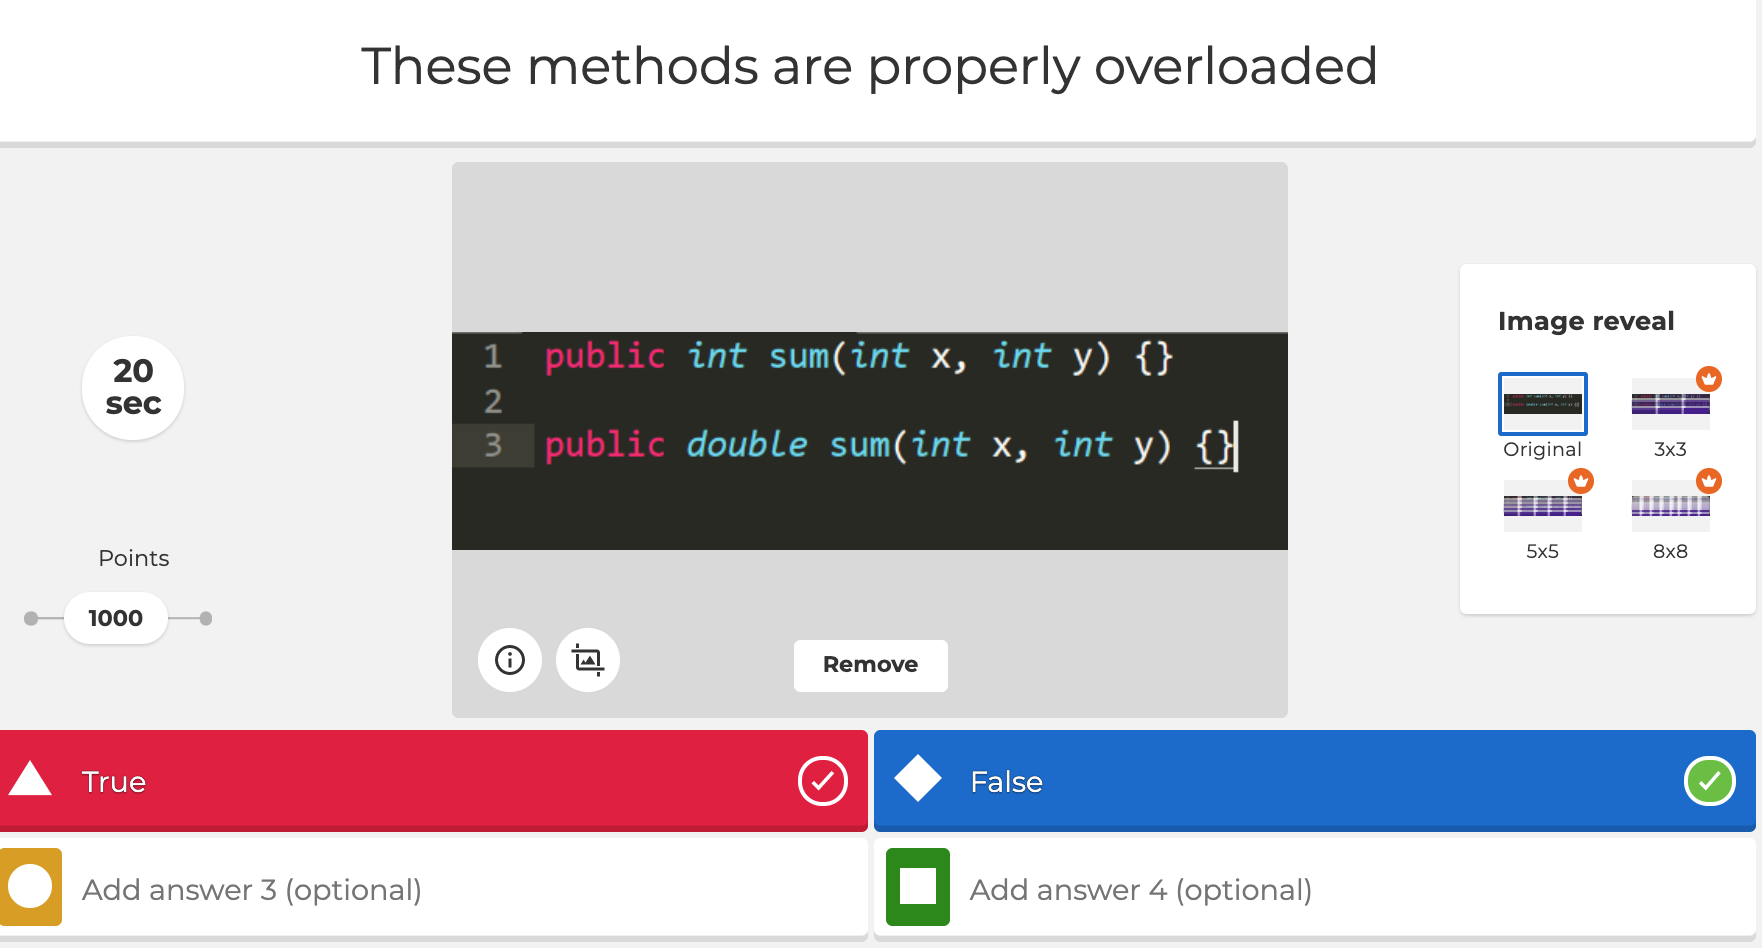 These methods are properly overloaded
20
sec
Points
1000
1 public int sum(int x, int y) {}
2
3 public double sum(int x, int y) {}
Remove
Image reveal
Original
3x3
5x5
8x8
True
False
Add answer 3 (optional)
Add answer 4 (optional)